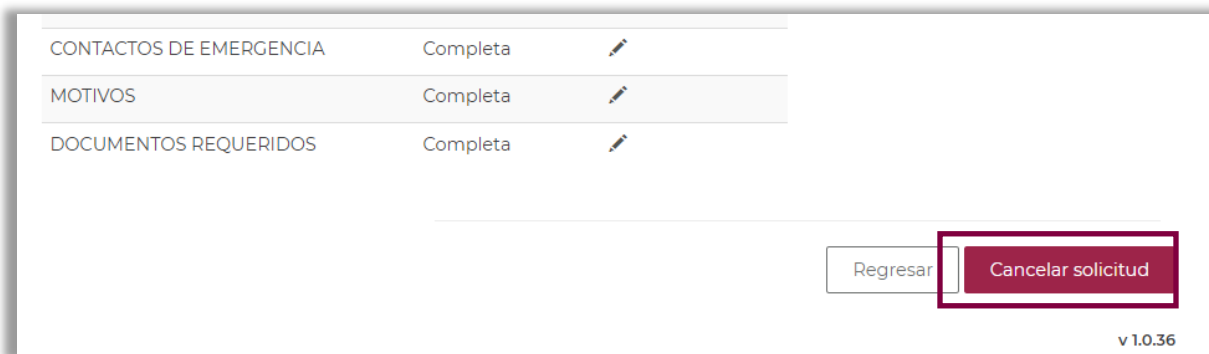 CONTACTOS DE EMERGENCIA Completa
MOTIVOS Completa
DOCUMENTOS REQUERIDOS Completa
Regresar Cancelar solicitud
v 1.0.36